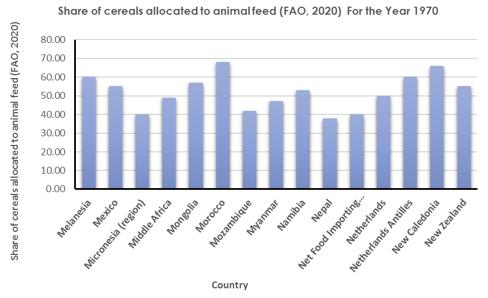 Share of cereals allocated to animal feed (FAO, 2020)  For the Year 1970
Share of cereals allocated to animal feed (FAO, 2020)
80.00
70.00
60.00
50.00
40.00
30.00
20.00
10.00
0.00
Melanesia
Mexico
Micronesia (region)
Middle Africa
Mongolia
Morocco
Mozambique
Myanmar
Namibia
Nepal
Net Food Importing...
Netherlands
Netherlands Antilles
New Caledonia
New Zealand
Country